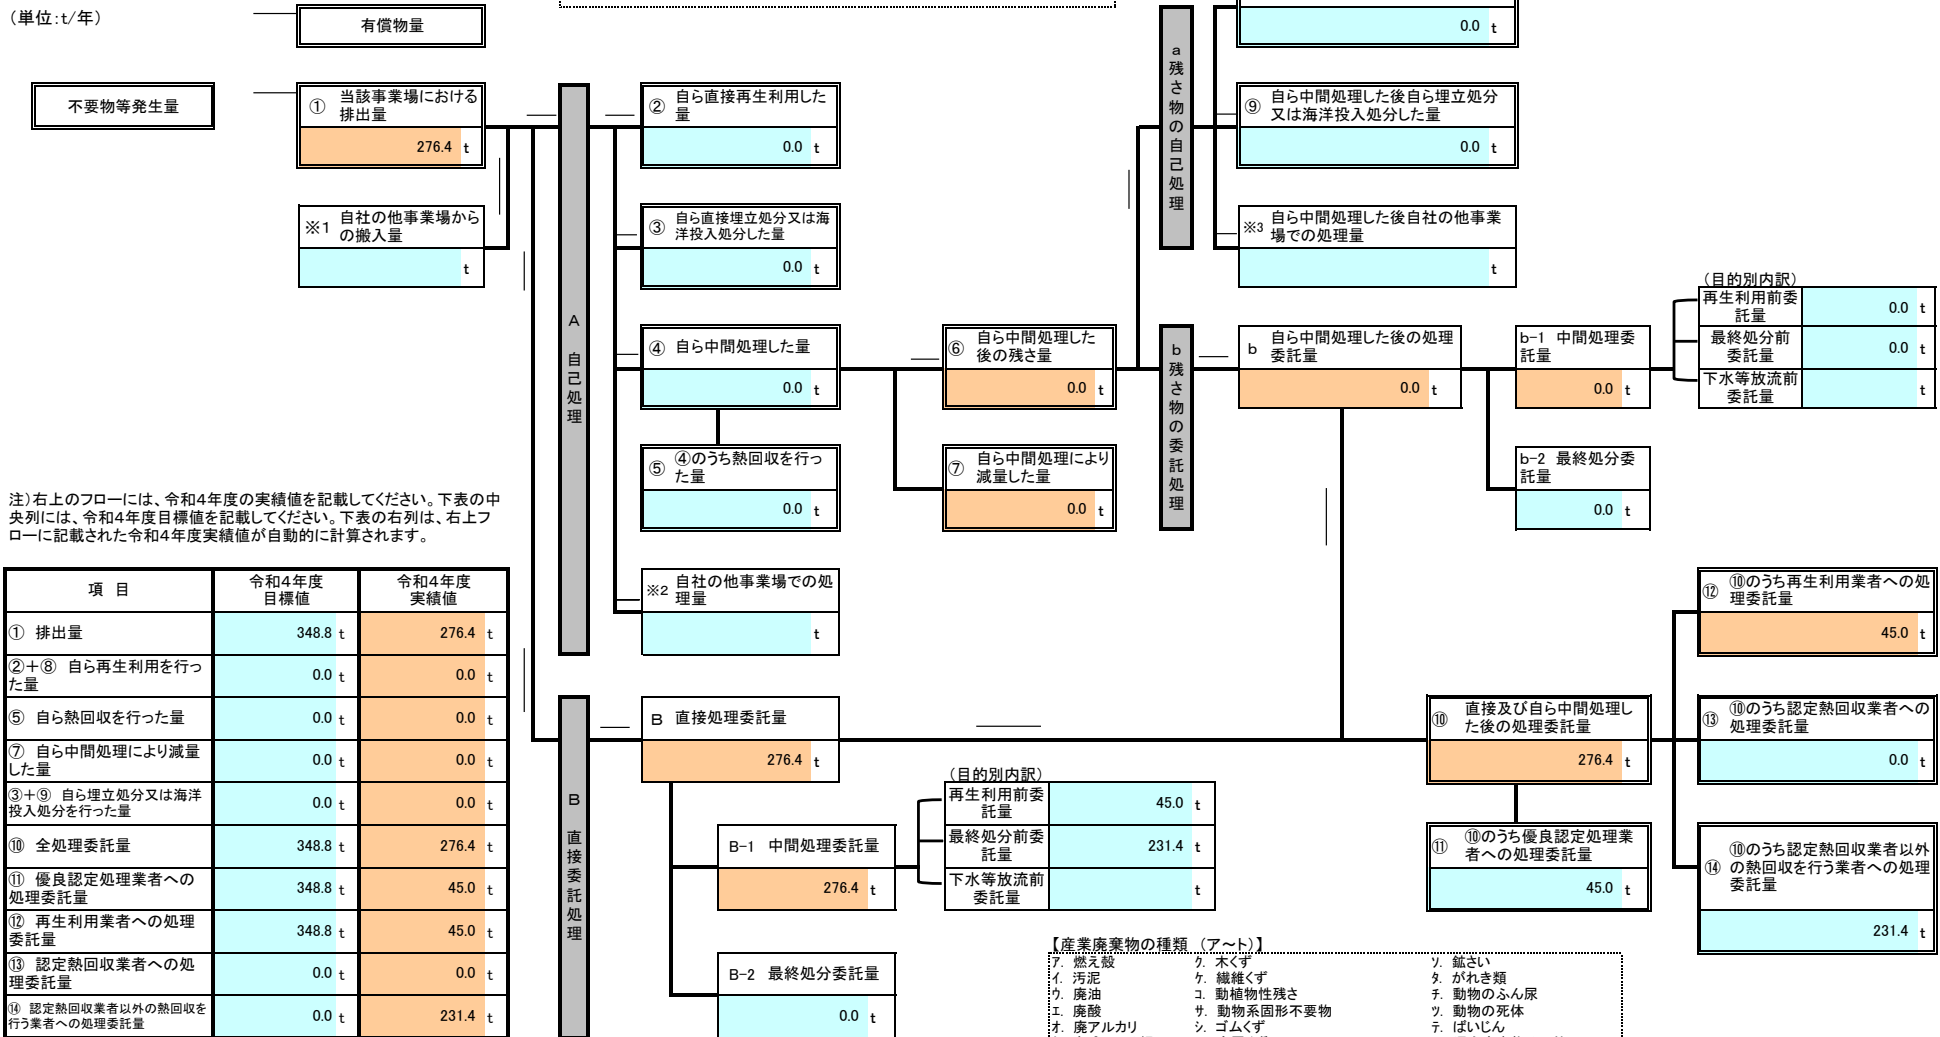 （単位：t/年）
有償物量
0.0 t
不要物等発生量
① 当該事業場における
排出量
276.4 t
※1 自社の他事業場から
の搬入量
t
A 自己処理
② 自ら直接再生利用した
量
0.0 t
③ 自ら直接埋立処分又は海
洋投入処分した量
0.0 t
④ 自ら中間処理した量
0.0 t
⑤ ④のうち熱回収を行っ
た量
0.0 t
※2 自社の他事業場での処
理量
t
⑥ 自ら中間処理した
後の残さ量
0.0 t
⑦ 自ら中間処理により
減量した量
0.0 t
a 残さ物の自己処理
⑨ 自ら中間処理した後自ら埋立処分
又は海洋投入処分した量
0.0 t
※3 自ら中間処理した後自社の他事業
場での処理量
t
b 残さ物の委託処理
b 自ら中間処理した後の処理
委託量
0.0 t
b-1 中間処理委
託量
0.0 t
b-2 最終処分委
託量
0.0 t
（目的別内訳）
再生利用前委
託量
0.0 t
最終処分前
委託量
0.0 t
下水等放流前
委託量
t
注）右上のフローには、令和4年度の実績値を記載してください。下表の中
央列には、令和4年度目標値を記載してください。下表の右列は、右上フ
ローに記載された令和4年度実績値が自動的に計算されます。
項 目
令和4年度
目標値
令和4年度
実績値
① 排出量
348.8 t
276.4 t
②＋⑧ 自ら再生利用を行っ
た量
0.0 t
0.0 t
⑤ 自ら熱回収を行った量
0.0 t
0.0 t
⑦ 自ら中間処理により減量
した量
0.0 t
0.0 t
③＋⑨ 自ら埋立処分又は海洋
投入処分を行った量
0.0 t
0.0 t
⑩ 全処理委託量
348.8 t
276.4 t
⑪ 優良認定処理業者への
処理委託量
348.8 t
45.0 t
⑫ 再生利用業者への処理
委託量
348.8 t
45.0 t
⑬ 認定熱回収業者への処
理委託量
0.0 t
0.0 t
⑭ 認定熱回収業者以外の熱回収を
行う業者への処理委託量
0.0 t
231.4 t
B 直接委託処理
B 直接処理委託量
276.4 t
B-1 中間処理委託量
276.4 t
B-2 最終処分委託量
0.0 t
（目的別内訳）
再生利用前委
託量
45.0 t
最終処分前委
託量
231.4 t
下水等放流前
委託量
t
⑩ 直接及び自ら中間処理し
た後の処理委託量
276.4 t
⑪ ⑩のうち優良認定処理業
者への処理委託量
45.0 t
⑫ ⑩のうち再生利用業者への処
理委託量
45.0 t
⑬ ⑩のうち認定熱回収業者への
処理委託量
0.0 t
⑭ ⑩のうち認定熱回収業者以外
の熱回収を行う業者への処理
委託量
231.4 t
【産業廃棄物の種類 （ア～ト）】
ア. 燃え殻
イ. 汚泥
ウ. 廃油
エ. 廃酸
オ. 廃アルカリ
ク. 木くず
ケ. 繊維くず
コ. 動植物性残さ
サ. 動物系固形不要物
シ. ゴムくず
ソ. 鉱さい
タ. がれき類
チ. 動物のふん尿
ツ. 動物の死体
テ. ばいじん